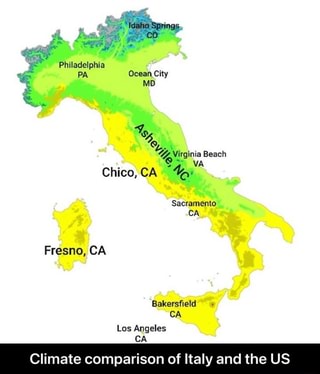 Idaho Springs
CO
Philadelphia
PA
Ocean City
MD
Asheville, NC
Virginia Beach
VA
Chico, CA
Sacramento
CA
Fresno, CA
Bakersfield
CA
Los Angeles
CA
Climate comparison of Italy and the US